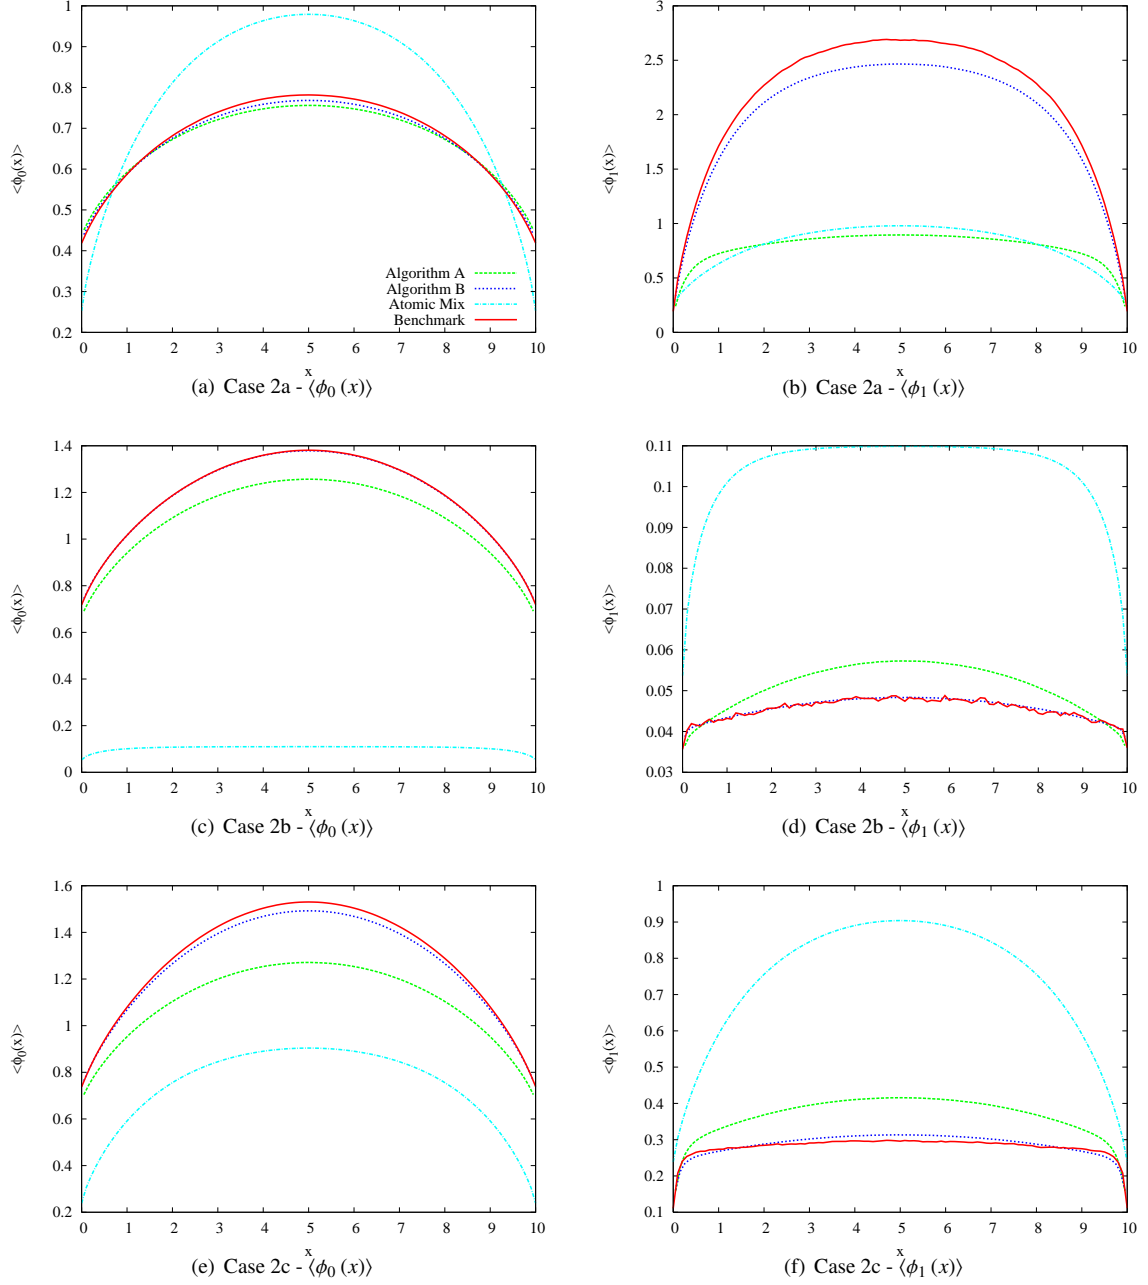 1
0.9
0.8
0.7
0.6
0.5
0.4
0.3
0.2
<ϕ0(x)>
Algorithm A
Algorithm B
Atomic Mix
Benchmark
0 1 2 3 4 5 6 7 8 9 10
x
(a) Case 2a - ⟨ϕ0 (x)⟩
3
2.5
2
1.5
1
0.5
0
<ϕ1(x)>
0 1 2 3 4 5 6 7 8 9 10
x
(b) Case 2a - ⟨ϕ1 (x)⟩
1.4
1.2
1
0.8
0.6
0.4
0.2
0
<ϕ0(x)>
0 1 2 3 4 5 6 7 8 9 10
x
(c) Case 2b - ⟨ϕ0 (x)⟩
0.11
0.1
0.09
0.08
0.07
0.06
0.05
0.04
0.03
<ϕ1(x)>
0 1 2 3 4 5 6 7 8 9 10
x
(d) Case 2b - ⟨ϕ1 (x)⟩
1.6
1.4
1.2
1
0.8
0.6
0.4
0.2
<ϕ0(x)>
0 1 2 3 4 5 6 7 8 9 10
x
(e) Case 2c - ⟨ϕ0 (x)⟩
1
0.9
0.8
0.7
0.6
0.5
0.4
0.3
0.2
0.1
<ϕ1(x)>
0 1 2 3 4 5 6 7 8 9 10
x
(f) Case 2c - ⟨ϕ1 (x)⟩